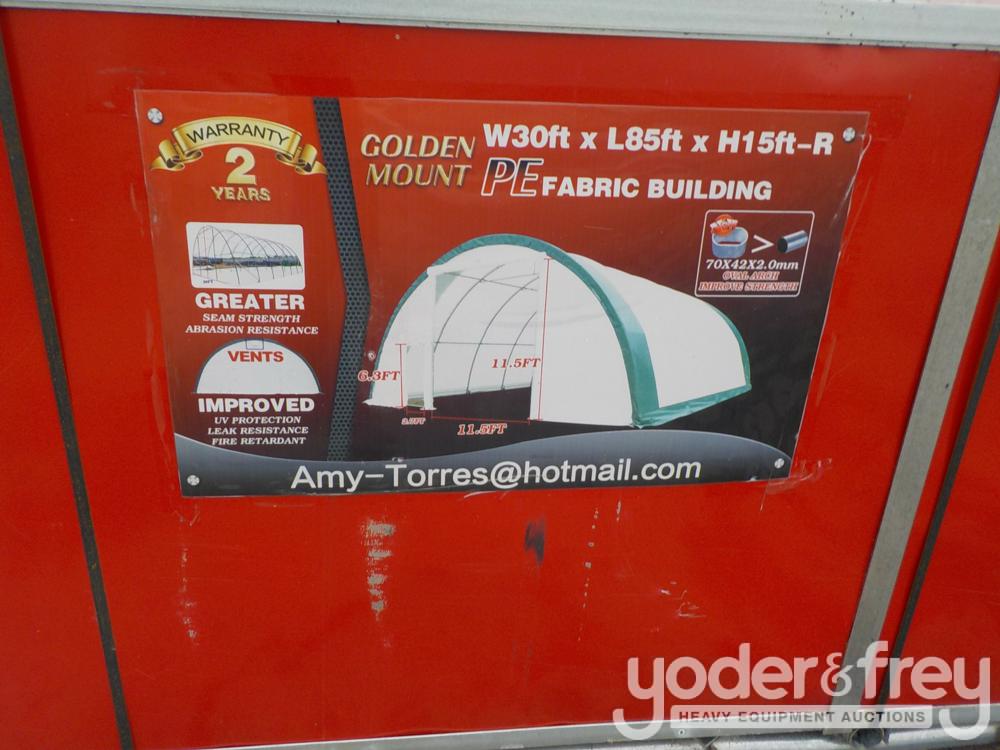 WARRANTY
2
YEARS
GREATER
SEAM STRENGTH
ABRASION RESISTANCE
VENTS
IMPROVED
UV PROTECTION
LEAK RESISTANCE
FIRE RETARDANT
GOLDEN
MOUNT
W30ft x L85ft x H15ft-R
PE FABRIC BUILDING
70X42X2.0mm
OVAL ARCH
IMPROVE STRENGTH
6.3FT
11.5FT
11.5FT
Amy-Torres@hotmail.com
yoder&frey
HEAVY EQUIPMENT AUCTIONS